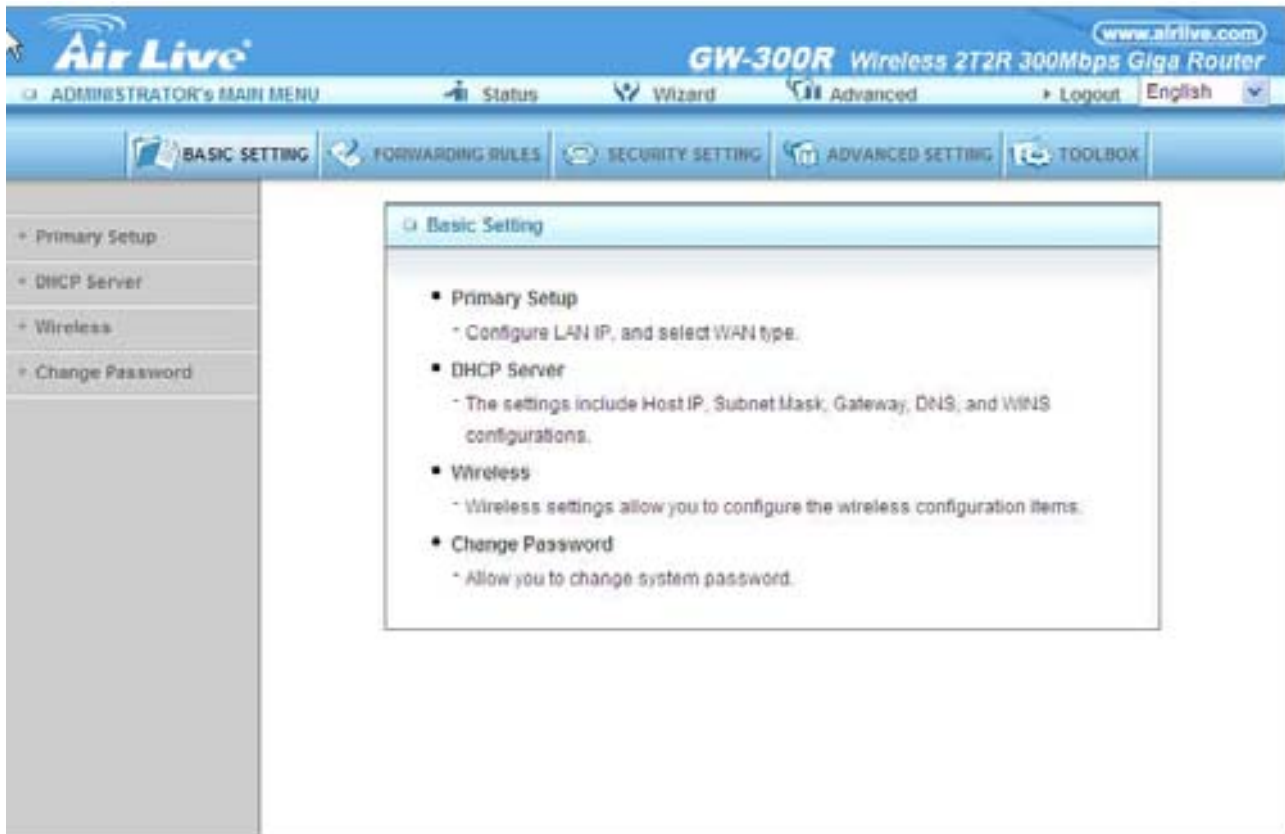 Air Live®
www.airlive.com
GW-300R Wireless 2T2R 300Mbps Giga Router
ADMINISTRATOR's MAIN MENU Status Wizard Advanced Logout English
BASIC SETTING FORWARDING RULES SECURITY SETTING ADVANCED SETTING TOOLBOX
+ Primary Setup
+ DHCP Server
+ Wireless
+ Change Password
Basic Setting
• Primary Setup
- Configure LAN IP, and select WAN type.
• DHCP Server
- The settings include Host IP, Subnet Mask, Gateway, DNS, and WINS
configurations.
• Wireless
- Wireless settings allow you to configure the wireless configuration items.
• Change Password
- Allow you to change system password.